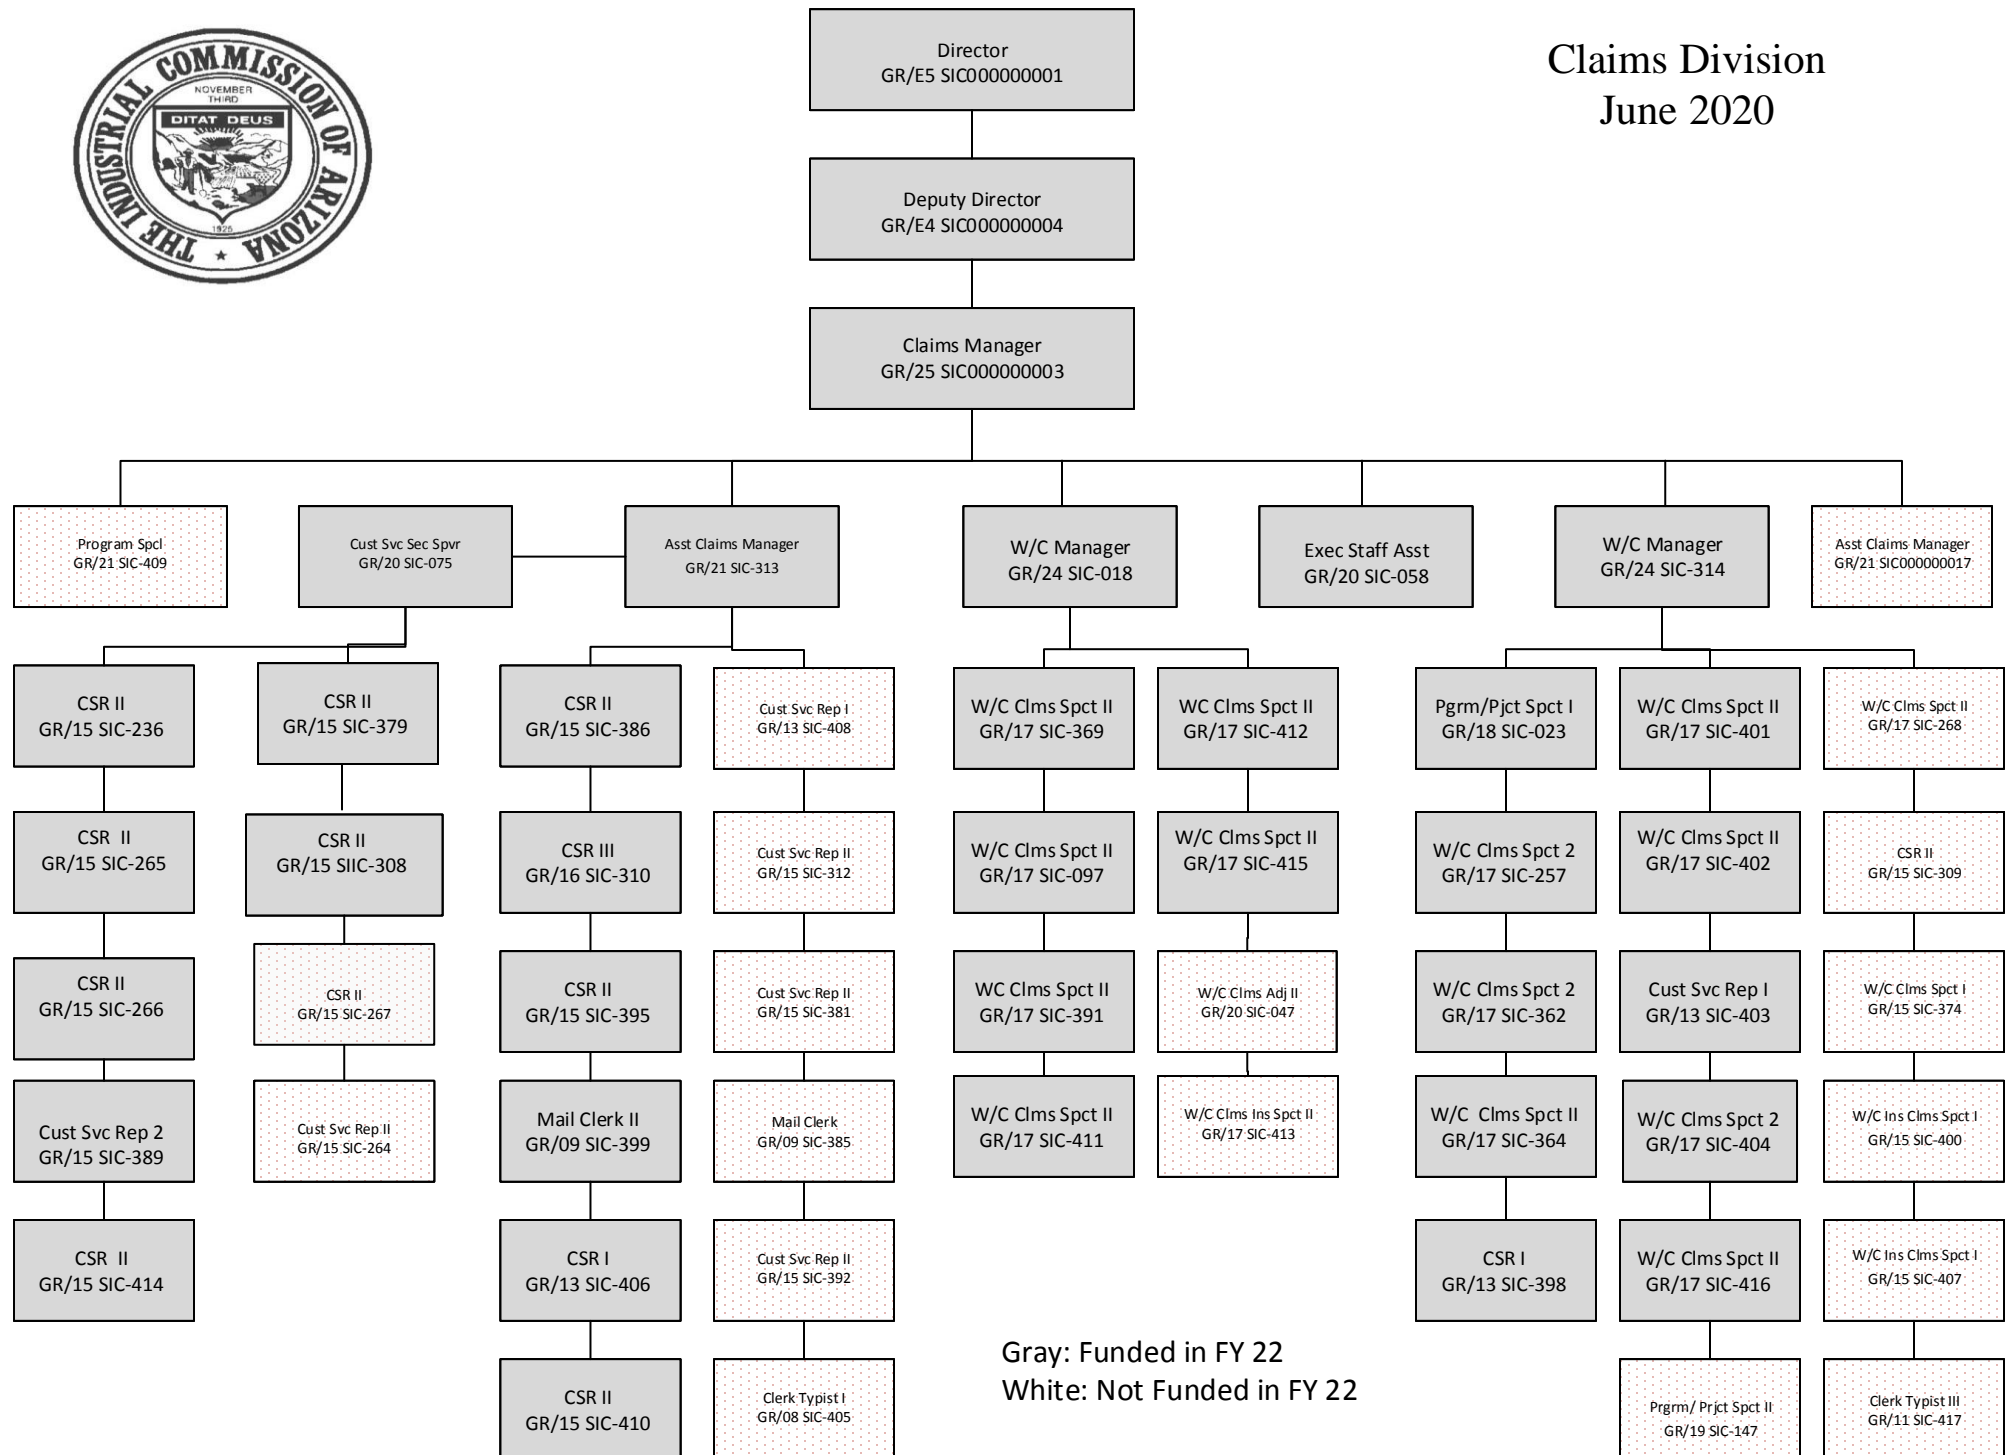 THE INDUSTRIAL COMMISSION OF ARIZONA
NOVEMBER
THIRD
DITAT DEUS
1925
Claims Division
June 2020
Director
GR/E5 SIC000000001
Deputy Director
GR/E4 SIC000000004
Claims Manager
GR/25 SIC000000003
Program Spcl
GR/21 SIC-409
Cust Svc Sec Spvr
GR/20 SIC-075
Asst Claims Manager
GR/21 SIC-313
W/C Manager
GR/24 SIC-018
Exec Staff Asst
GR/20 SIC-058
W/C Manager
GR/24 SIC-314
Asst Claims Manager
GR/21 SIC000000017
CSR II
GR/15 SIC-236
CSR II
GR/15 SIC-379
CSR II
GR/15 SIC-386
Cust Svc Rep I
GR/13 SIC-408
W/C Clms Spct II
GR/17 SIC-369
WC Clms Spct II
GR/17 SIC-412
Pgrm/Pjct Spct I
GR/18 SIC-023
W/C Clms Spct II
GR/17 SIC-401
W/C Clms Spct II
GR/17 SIC-268
CSR II
GR/15 SIC-265
CSR II
GR/15 SIIC-308
CSR III
GR/16 SIC-310
Cust Svc Rep II
GR/15 SIC-312
W/C Clms Spct II
GR/17 SIC-097
W/C Clms Spct II
GR/17 SIC-415
W/C Clms Spct 2
GR/17 SIC-257
W/C Clms Spct II
GR/17 SIC-402
CSR II
GR/15 SIC-309
CSR II
GR/15 SIC-266
CSR II
GR/15 SIC-267
CSR II
GR/15 SIC-395
Cust Svc Rep II
GR/15 SIC-381
WC Clms Spct II
GR/17 SIC-391
W/C Clms Adj II
GR/20 SIC-047
W/C Clms Spct 2
GR/17 SIC-362
Cust Svc Rep I
GR/13 SIC-403
W/C Clms Spct I
GR/15 SIC-374
Cust Svc Rep 2
GR/15 SIC-389
Cust Svc Rep II
GR/15 SIC-264
Mail Clerk II
GR/09 SIC-399
Mail Clerk
GR/09 SIC-385
W/C Clms Spct II
GR/17 SIC-411
W/C Clms Ins Spct II
GR/17 SIC-413
W/C Clms Spct II
GR/17 SIC-364
W/C Clms Spct 2
GR/17 SIC-404
W/C Ins Clms Spct I
GR/15 SIC-400
CSR II
GR/15 SIC-414
CSR I
GR/13 SIC-406
Cust Svc Rep II
GR/15 SIC-392
CSR I
GR/13 SIC-398
W/C Clms Spct II
GR/17 SIC-416
W/C Ins Clms Spct I
GR/15 SIC-407
CSR II
GR/15 SIC-410
Clerk Typist I
GR/08 SIC-405
Gray: Funded in FY 22
White: Not Funded in FY 22
Prgrm/ Prjct Spct II
GR/19 SIC-147
Clerk Typist III
GR/11 SIC-417